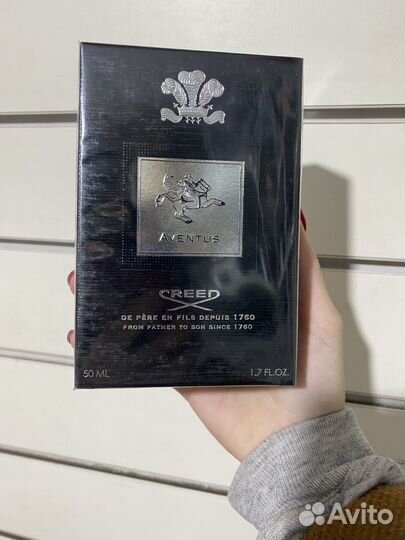 AVENTUS
CREED
DE PÈRE EN FILS DEPUIS 1760
FROM FATHER TO SON SINCE 1760
50 ML 1.7 FL.OZ.
Avito